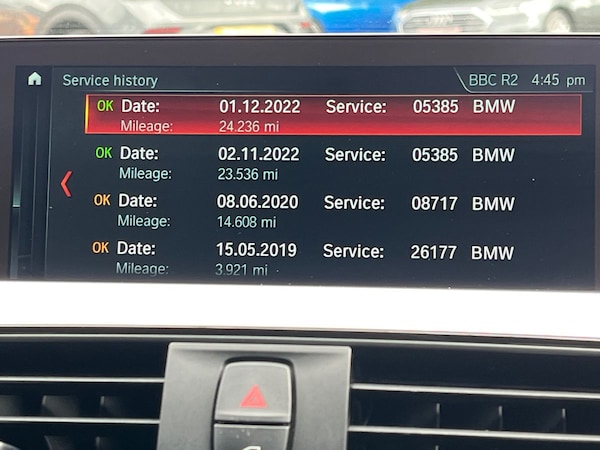 Service history BBC R2 4:45 pm
OK Date: 01.12.2022 Service: 05385 BMW
Mileage: 24.236 mi
OK Date: 02.11.2022 Service: 05385 BMW
Mileage: 23.536 mi
OK Date: 08.06.2020 Service: 08717 BMW
Mileage: 14.608 mi
OK Date: 15.05.2019 Service: 26177 BMW
Mileage: 3.921 mi